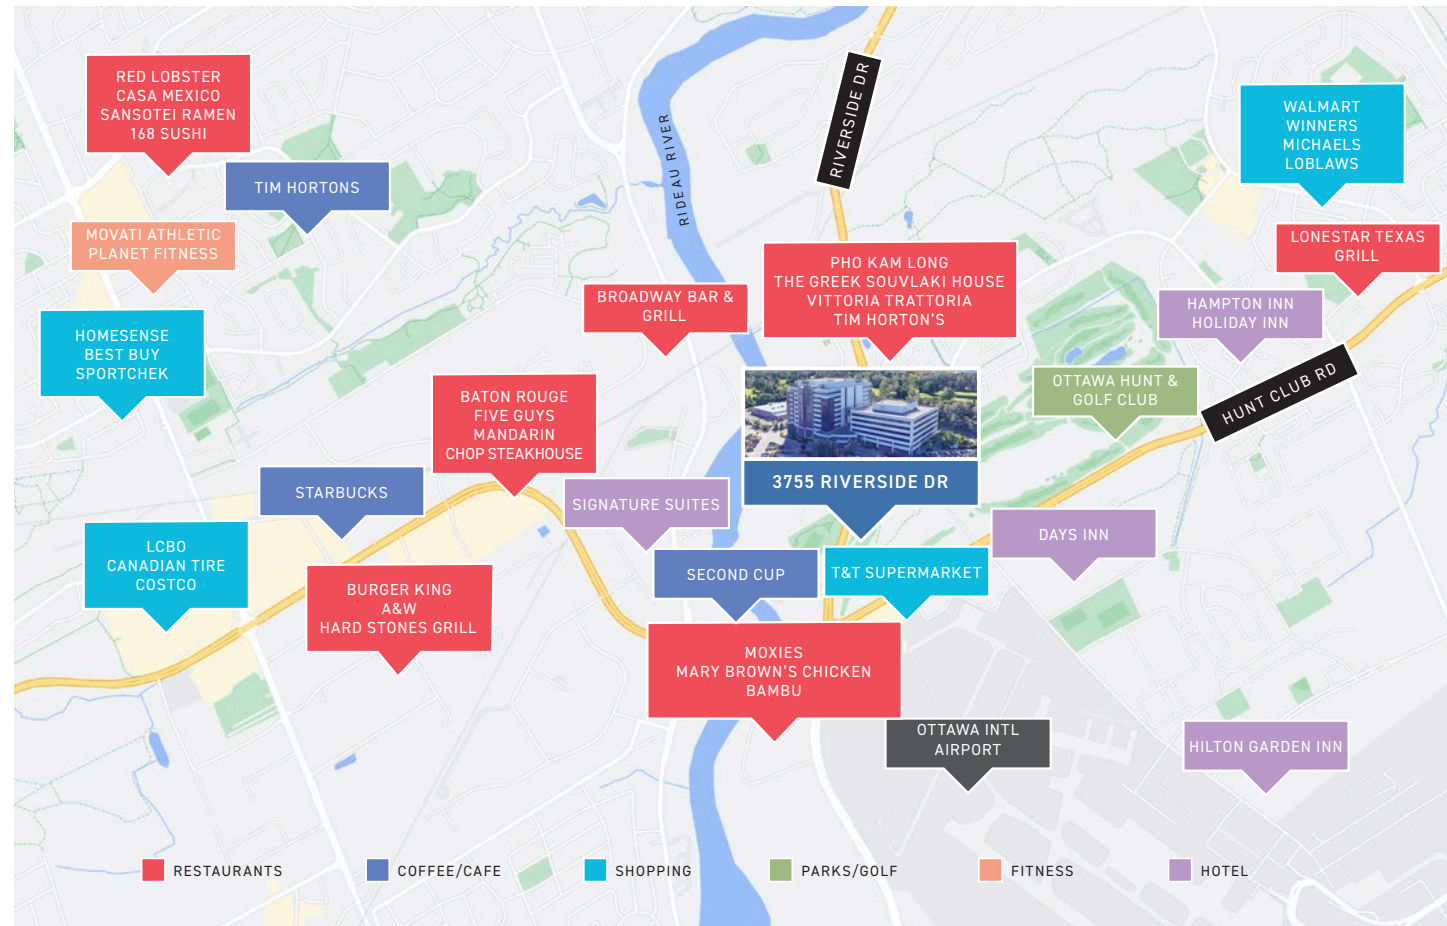 RED LOBSTER
CASA MEXICO
SANSOTEI RAMEN
168 SUSHI
TIM HORTONS
MOVATI ATHLETIC
PLANET FITNESS
HOMESENSE
BEST BUY
SPORTCHEK
RIDEAU RIVER
RIVERSIDE DR
WALMART
WINNERS
MICHAELS
LOBLAWS
LONESTAR TEXAS
GRILL
BROADWAY BAR &
GRILL
PHO KAM LONG
THE GREEK SOUVLAKI HOUSE
VITTORIA TRATTORIA
TIM HORTON'S
HAMPTON INN
HOLIDAY INN
HUNT CLUB RD
OTTAWA HUNT &
GOLF CLUB
BATON ROUGE
FIVE GUYS
MANDARIN
CHOP STEAKHOUSE
3755 RIVERSIDE DR
STARBUCKS
SIGNATURE SUITES
DAYS INN
LCBO
CANADIAN TIRE
COSTCO
BURGER KING
A&W
HARD STONES GRILL
SECOND CUP
T&T SUPERMARKET
MOXIES
MARY BROWN'S CHICKEN
BAMBU
OTTAWA INTL
AIRPORT
HILTON GARDEN INN
RESTAURANTS
COFFEE/CAFE
SHOPPING
PARKS/GOLF
FITNESS
HOTEL